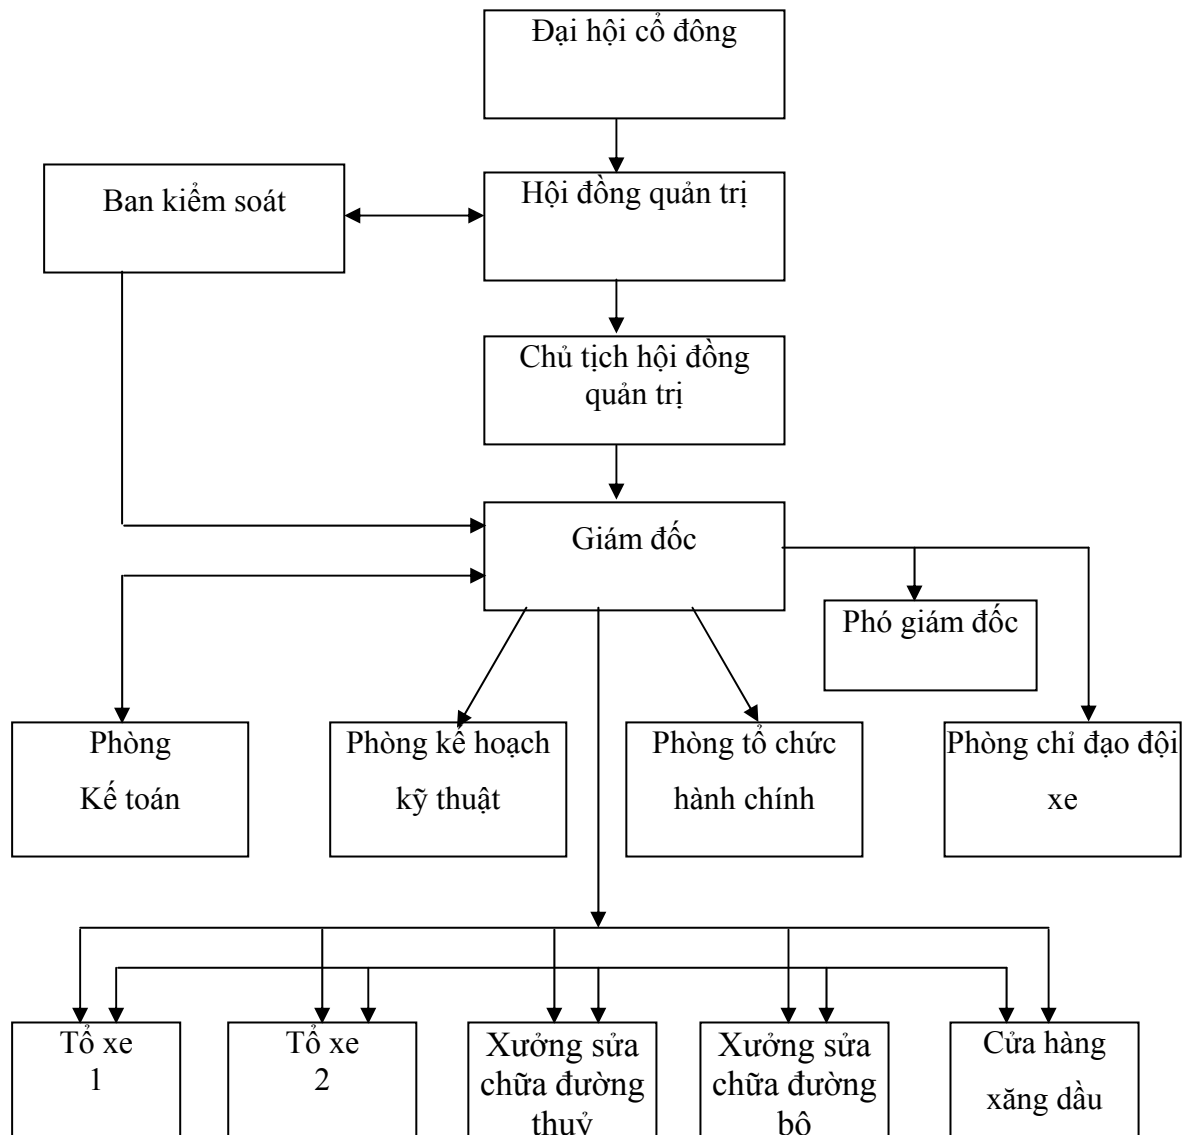 Đại hội cổ đông
Ban kiểm soát
Hội đồng quản trị
Chủ tịch hội đồng
quản trị
Giám đốc
Phó giám đốc
Phòng
Kế toán
Phòng kế hoạch
kỹ thuật
Phòng tổ chức
hành chính
Phòng chỉ đạo đội
xe
Tổ xe
1
Tổ xe
2
Xưởng sửa
chữa đường
thuỷ
Xưởng sửa
chữa đường
bộ
Cửa hàng
xăng dầu